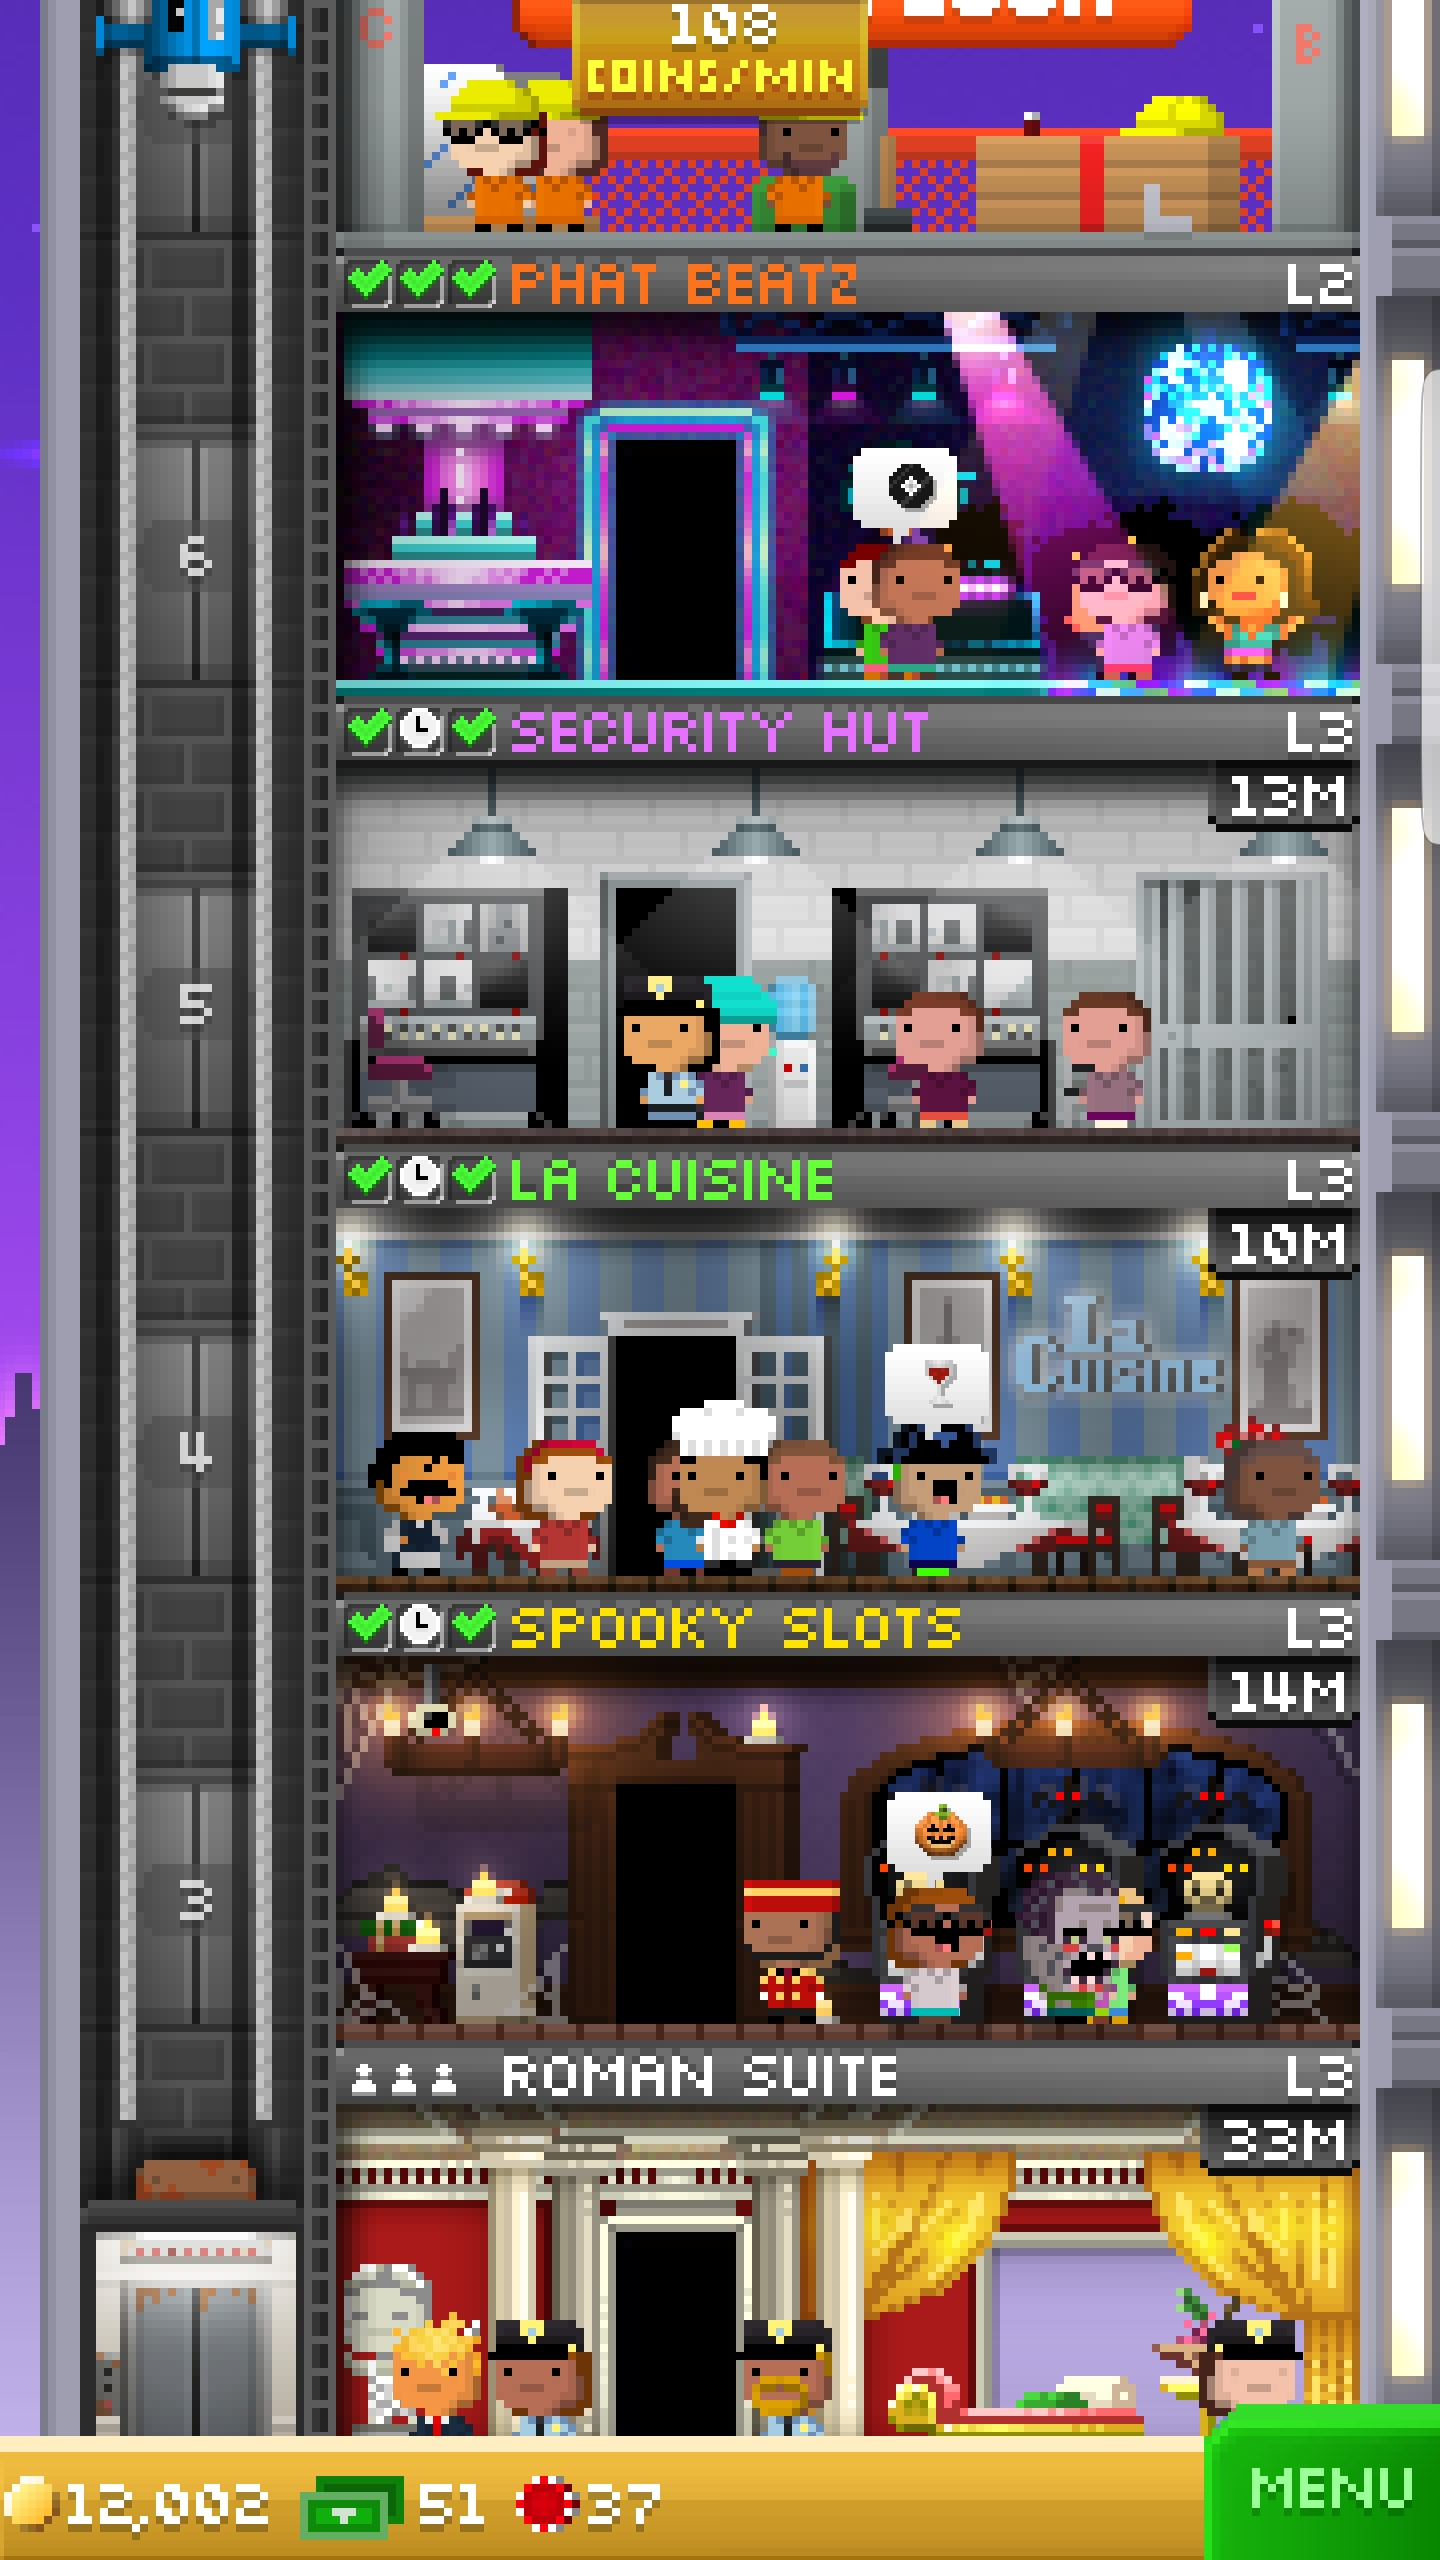 C
B
108
COINS/MIN
PHAT BEATZ L2
6
SECURITY HUT L3
13M
5
LA CUISINE L3
10M
La
Cuisine
4
SPOOKY SLOTS L3
14M
3
ROMAN SUITE L3
33M
12,002 51 37
MENU